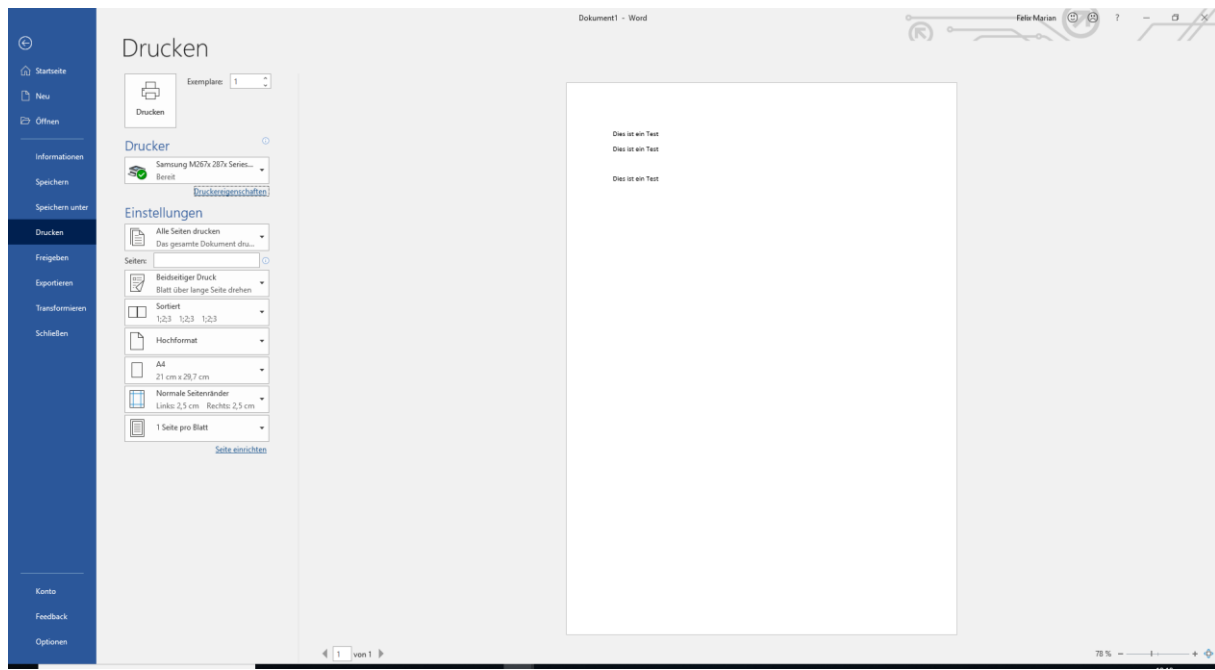 Dokument1 - Word
Felix Marian
?
Startseite
Neu
Öffnen
Informationen
Speichern
Speichern unter
Drucken
Freigeben
Exportieren
Transformieren
Schließen
Konto
Feedback
Optionen
Drucken
Drucken
Exemplare: 1
Drucker
Samsung M267x 287x Series...
Bereit
Druckereigenschaften
Einstellungen
Alle Seiten drucken
Das gesamte Dokument dru...
Seiten:
Beidseitiger Druck
Blatt über lange Seite drehen
Sortiert
1;2;3 1;2;3 1;2;3
Hochformat
A4
21 cm x 29,7 cm
Normale Seitenränder
Links: 2,5 cm Rechts: 2,5 cm
1 Seite pro Blatt
Seite einrichten
Dies ist ein Test
Dies ist ein Test
Dies ist ein Test
1 von 1
78 %